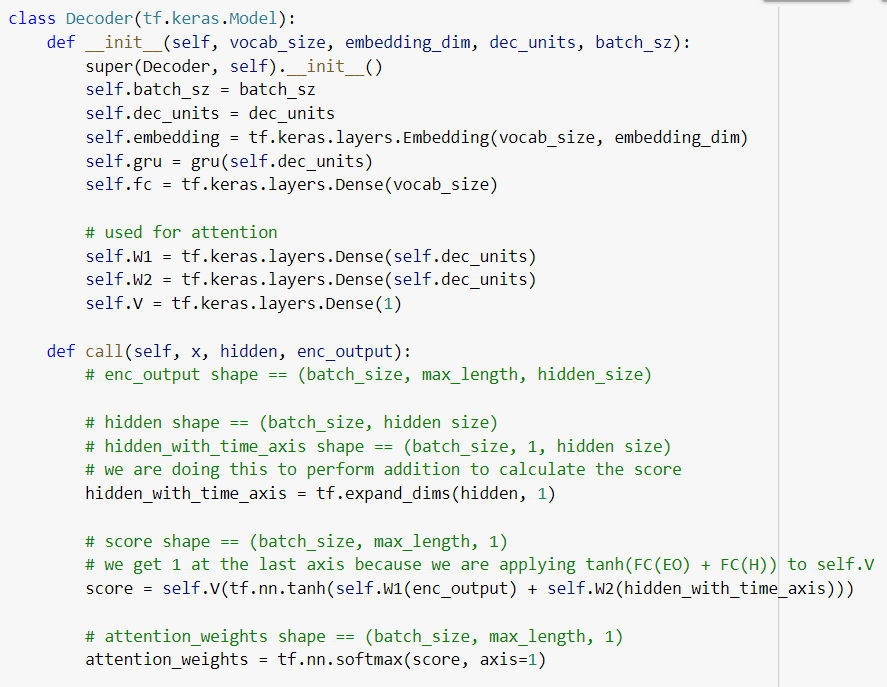 class Decoder(tf.keras.Model):
    def __init__(self, vocab_size, embedding_dim, dec_units, batch_sz):
        super(Decoder, self).__init__()
        self.batch_sz = batch_sz
        self.dec_units = dec_units
        self.embedding = tf.keras.layers.Embedding(vocab_size, embedding_dim)
        self.gru = gru(self.dec_units)
        self.fc = tf.keras.layers.Dense(vocab_size)

        # used for attention
        self.W1 = tf.keras.layers.Dense(self.dec_units)
        self.W2 = tf.keras.layers.Dense(self.dec_units)
        self.V = tf.keras.layers.Dense(1)

    def call(self, x, hidden, enc_output):
        # enc_output shape == (batch_size, max_length, hidden_size)

        # hidden shape == (batch_size, hidden size)
        # hidden_with_time_axis shape == (batch_size, 1, hidden size)
        # we are doing this to perform addition to calculate the score
        hidden_with_time_axis = tf.expand_dims(hidden, 1)

        # score shape == (batch_size, max_length, 1)
        # we get 1 at the last axis because we are applying tanh(FC(EO) + FC(H)) to self.V
        score = self.V(tf.nn.tanh(self.W1(enc_output) + self.W2(hidden_with_time_axis)))

        # attention_weights shape == (batch_size, max_length, 1)
        attention_weights = tf.nn.softmax(score, axis=1)